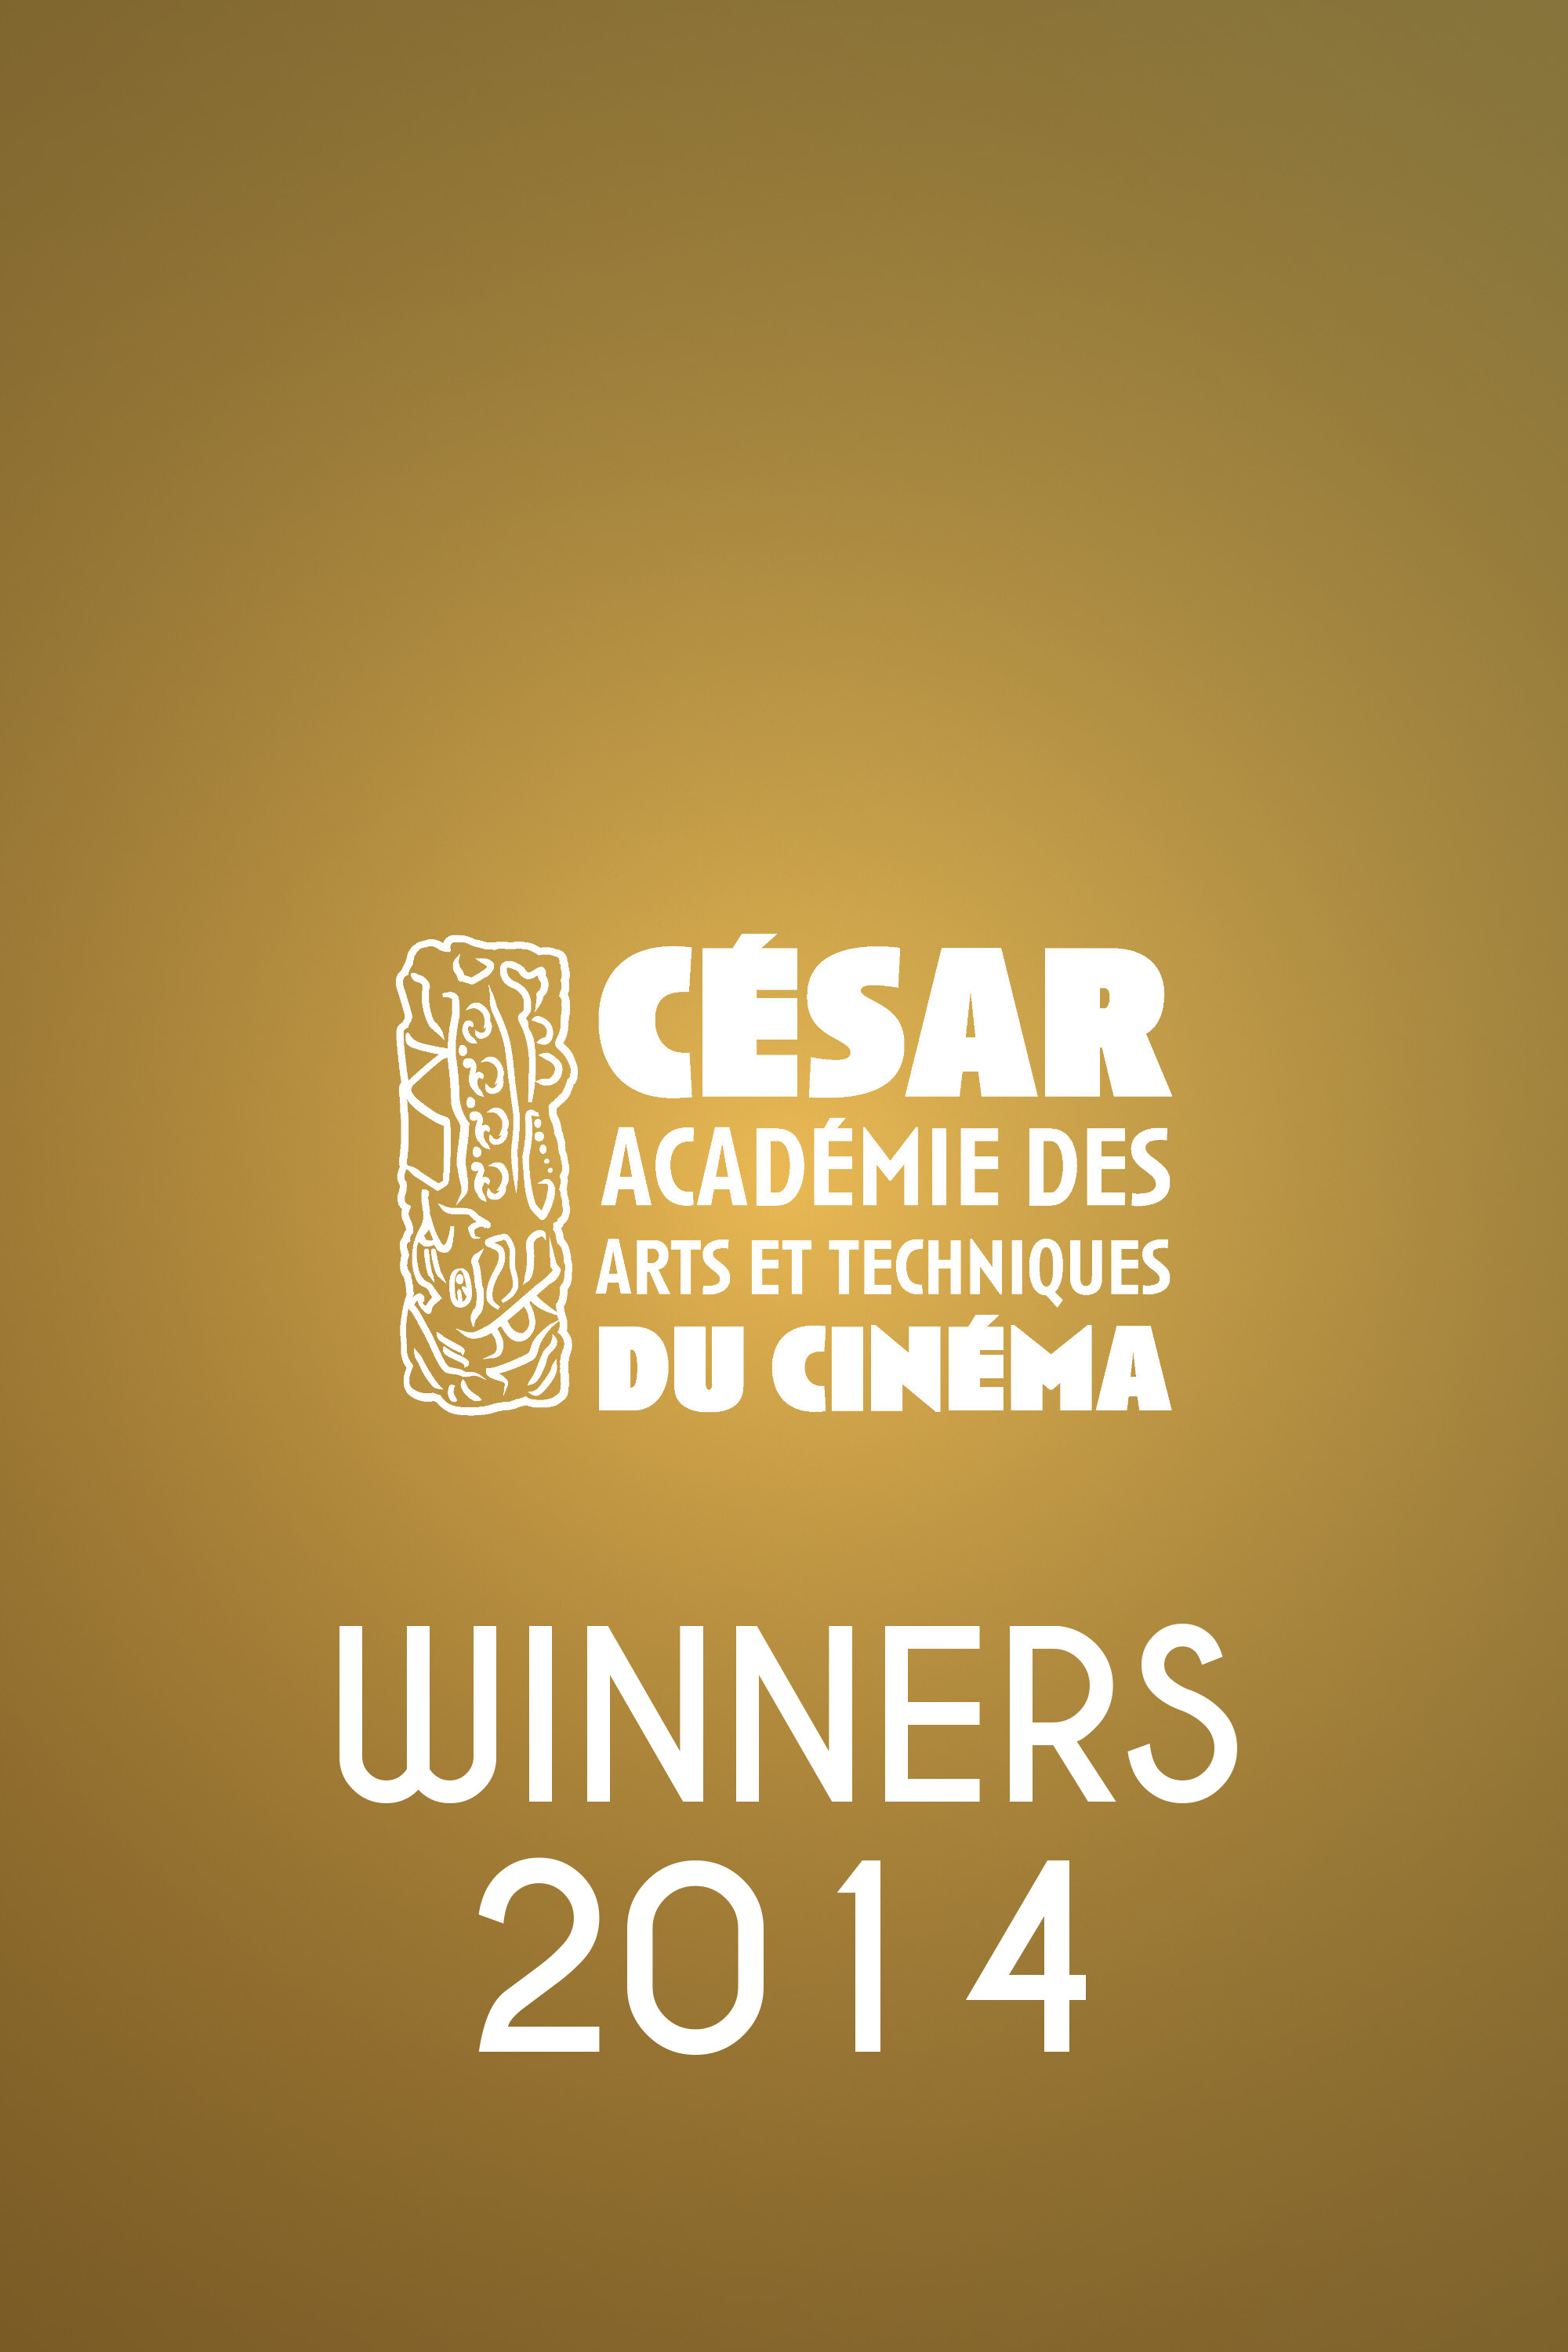 CÉSAR
ACADÉMIE DES
ARTS ET TECHNIQUES
DU CINÉMA
WINNERS
2014